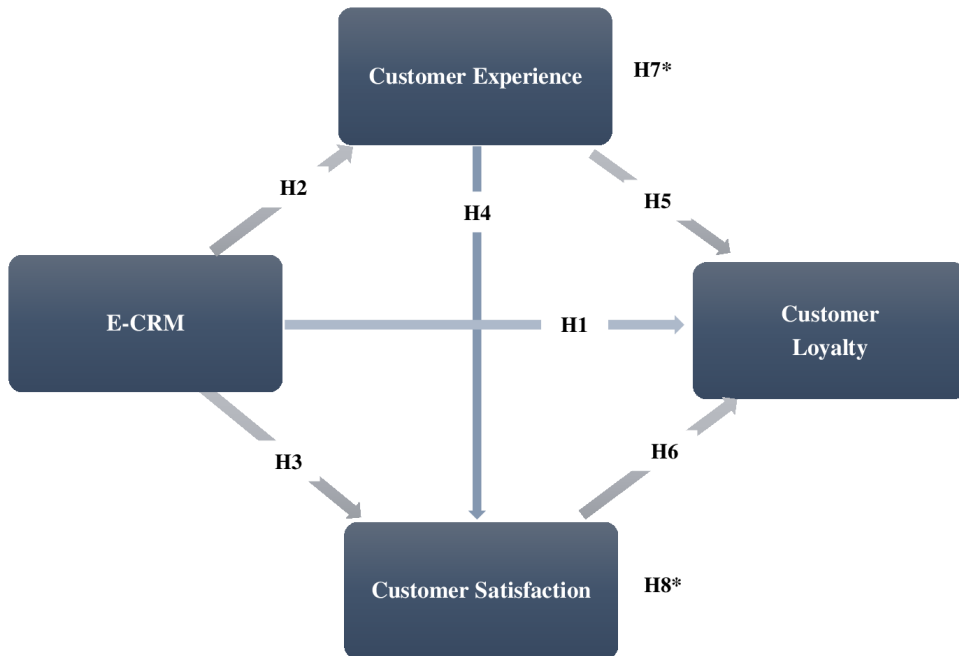 Customer Experience
H7*
H2
H4
H5
E-CRM
H1
Customer
Loyalty
H3
H6
Customer Satisfaction
H8*